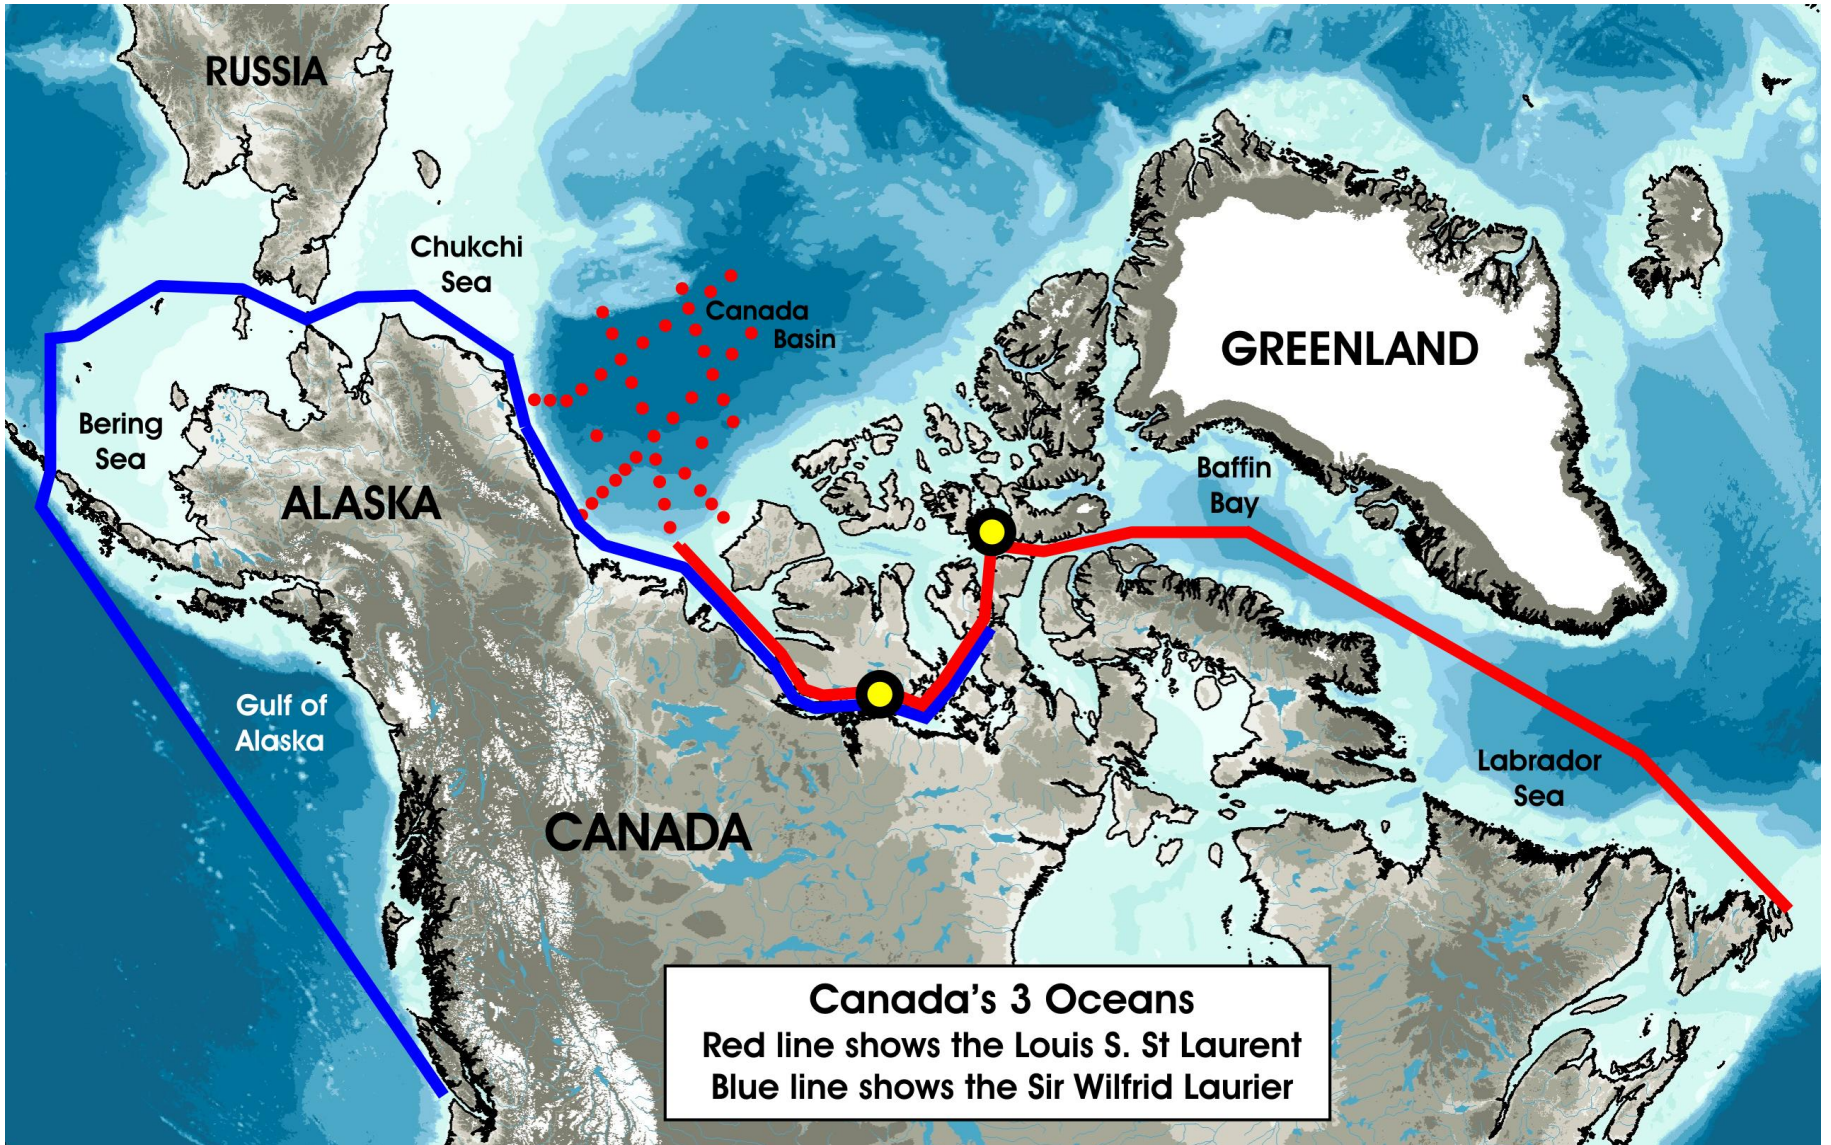 RUSSIA
Chukchi
Sea
Canada
Basin
GREENLAND
Bering
Sea
ALASKA
Baffin
Bay
Gulf of
Alaska
Labrador
Sea
CANADA
Canada's 3 Oceans
Red line shows the Louis S. St Laurent
Blue line shows the Sir Wilfrid Laurier